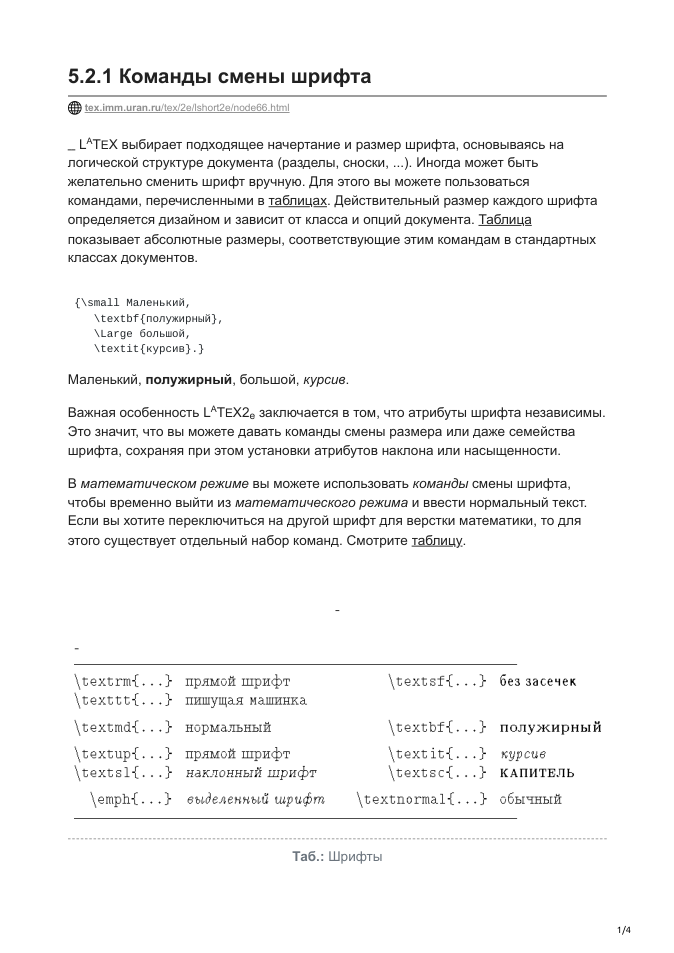 5.2.1 Команды смены шрифта
tex.imm.uran.ru/tex/2e/lshort2e/node66.html
_ LATEX выбирает подходящее начертание и размер шрифта, основываясь на
логической структуре документа (разделы, сноски, ...). Иногда может быть
желательно сменить шрифт вручную. Для этого вы можете пользоваться
командами, перечисленными в таблицах. Действительный размер каждого шрифта
определяется дизайном и зависит от класса и опций документа. Таблица
показывает абсолютные размеры, соответствующие этим командам в стандартных
классах документов.
{\small Маленький,
\textbf{полужирный},
\Large большой,
\textit{курсив}.}
Маленький, полужирный, большой, курсив.
Важная особенность LATEX2e заключается в том, что атрибуты шрифта независимы.
Это значит, что вы можете давать команды смены размера или даже семейства
шрифта, сохраняя при этом установки атрибутов наклона или насыщенности.
В математическом режиме вы можете использовать команды смены шрифта,
чтобы временно выйти из математического режима и ввести нормальный текст.
Если вы хотите переключиться на другой шрифт для верстки математики, то для
этого существует отдельный набор команд. Смотрите таблицу.
-
-
\textrm{...} прямой шрифт \textsf{...} без засечек
\texttt{...} пишущая машинка
\textmd{...} нормальный \textbf{...} полужирный
\textup{...} прямой шрифт \textit{...} курсив
\textsl{...} наклонный шрифт \textsc{...} КАПИТЕЛЬ
\emph{...} выделенный шрифт \textnormal{...} обычный
Таб.: Шрифты
1/4